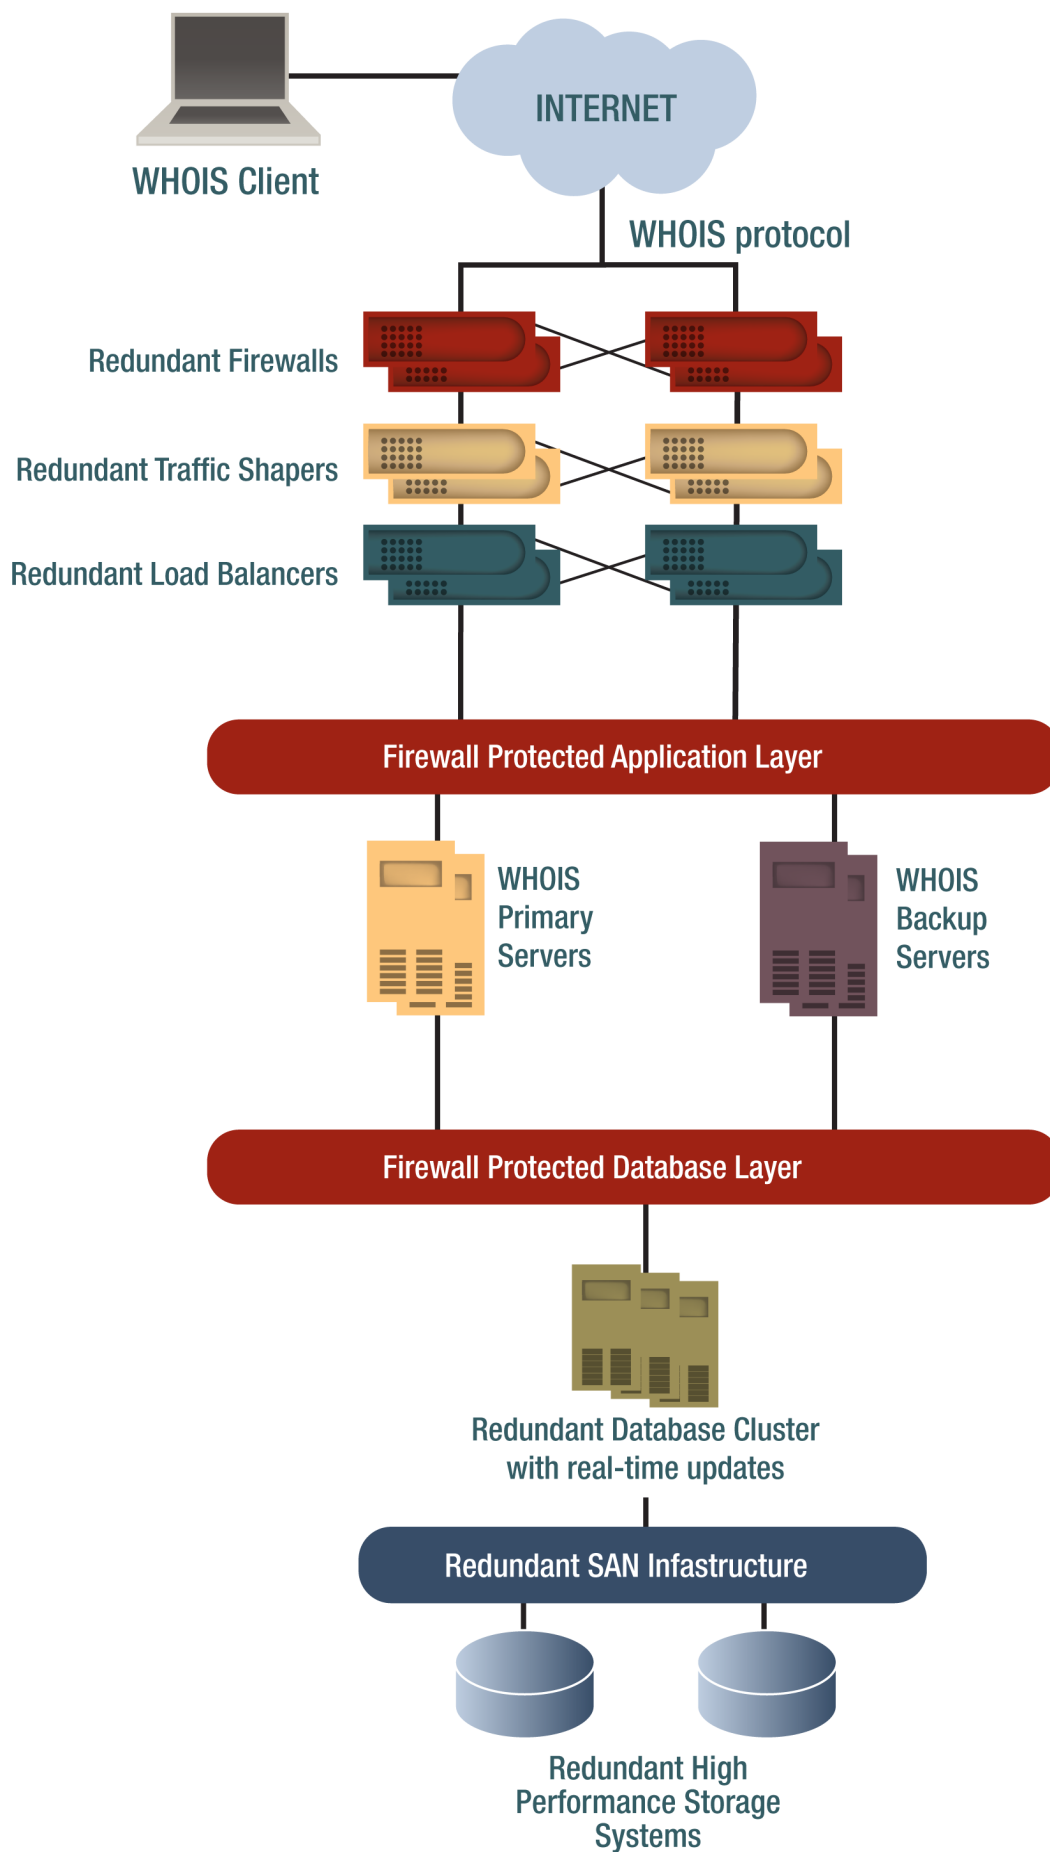 INTERNET
WHOIS Client
WHOIS protocol
Redundant Firewalls
Redundant Traffic Shapers
Redundant Load Balancers
Firewall Protected Application Layer
WHOIS
Primary
Servers
WHOIS
Backup
Servers
Firewall Protected Database Layer
Redundant Database Cluster
with real-time updates
Redundant SAN Infastructure
Redundant High
Performance Storage
Systems